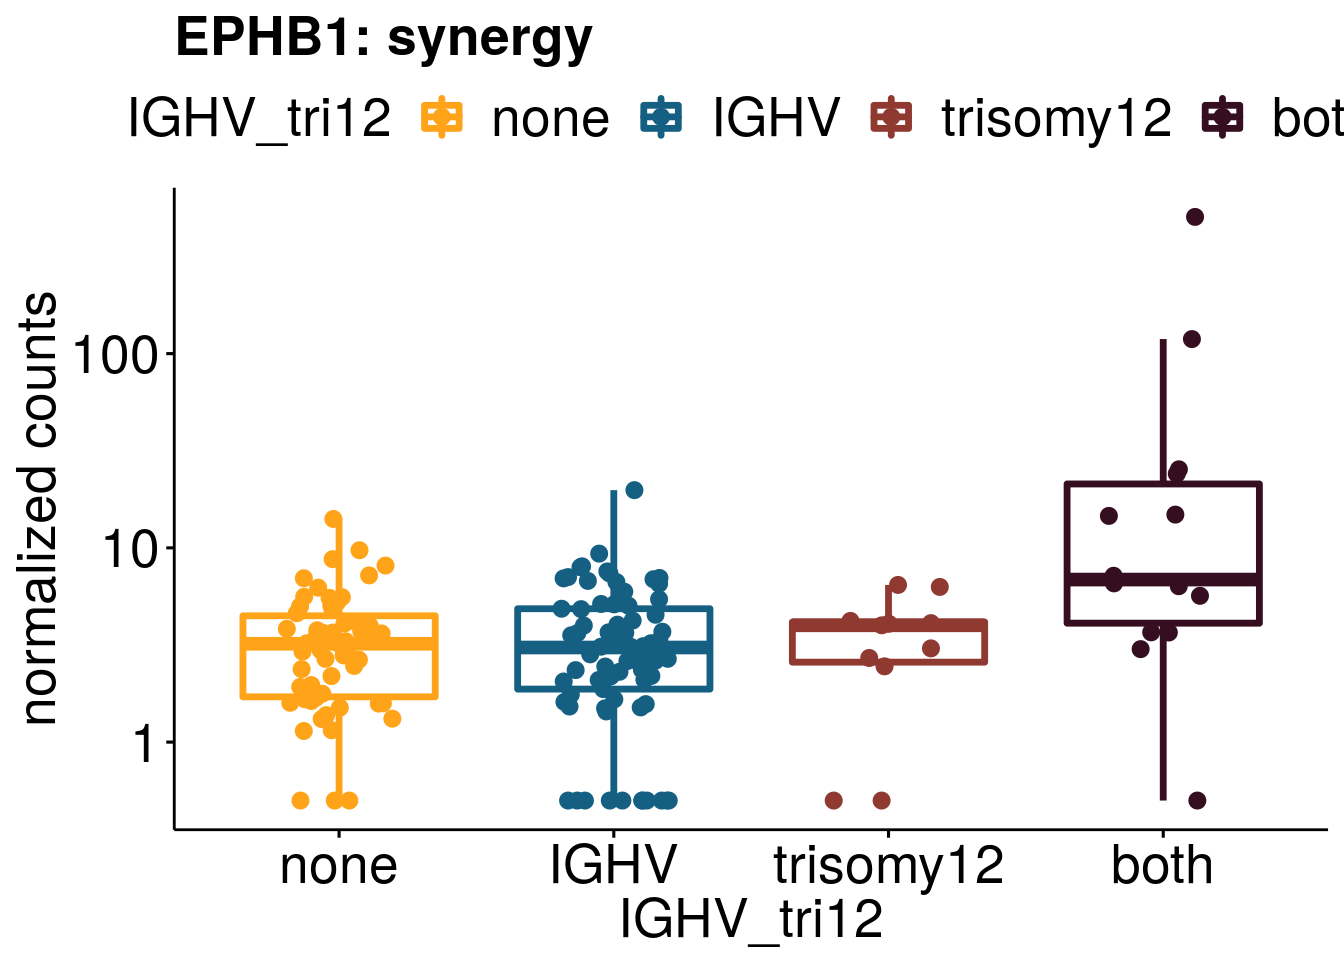 EPHB1: synergy
IGHV_tri12 none IGHV trisomy12 bot
normalized counts
100
10
1
none IGHV trisomy12 both
IGHV_tri12